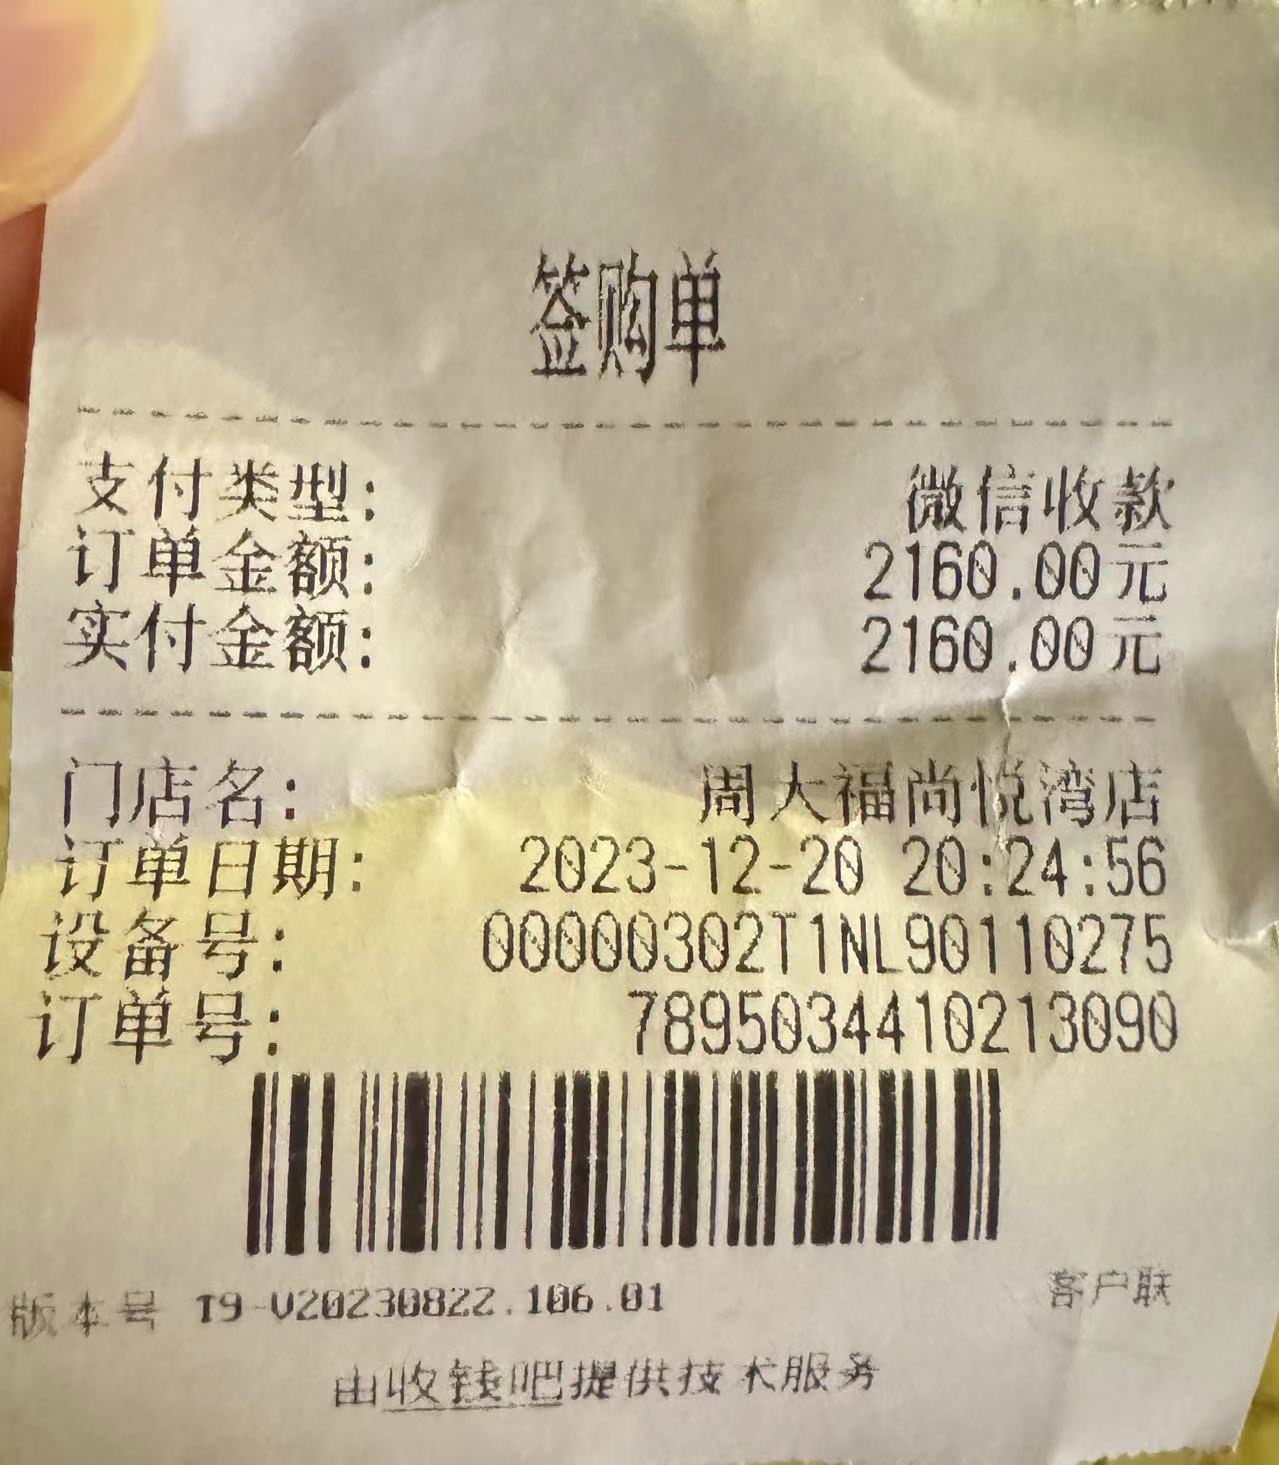 签购单
支付类型: 微信收款
订单金额: 2160.00元
实付金额: 2160.00元
门店名: 周大福尚悦湾店
订单日期: 2023-12-20 20:24:56
设备号: 00000302T1NL90110275
订单号: 7895034410213090
版本号 T9-V20230822.106.01 客户联
由收钱吧提供技术服务